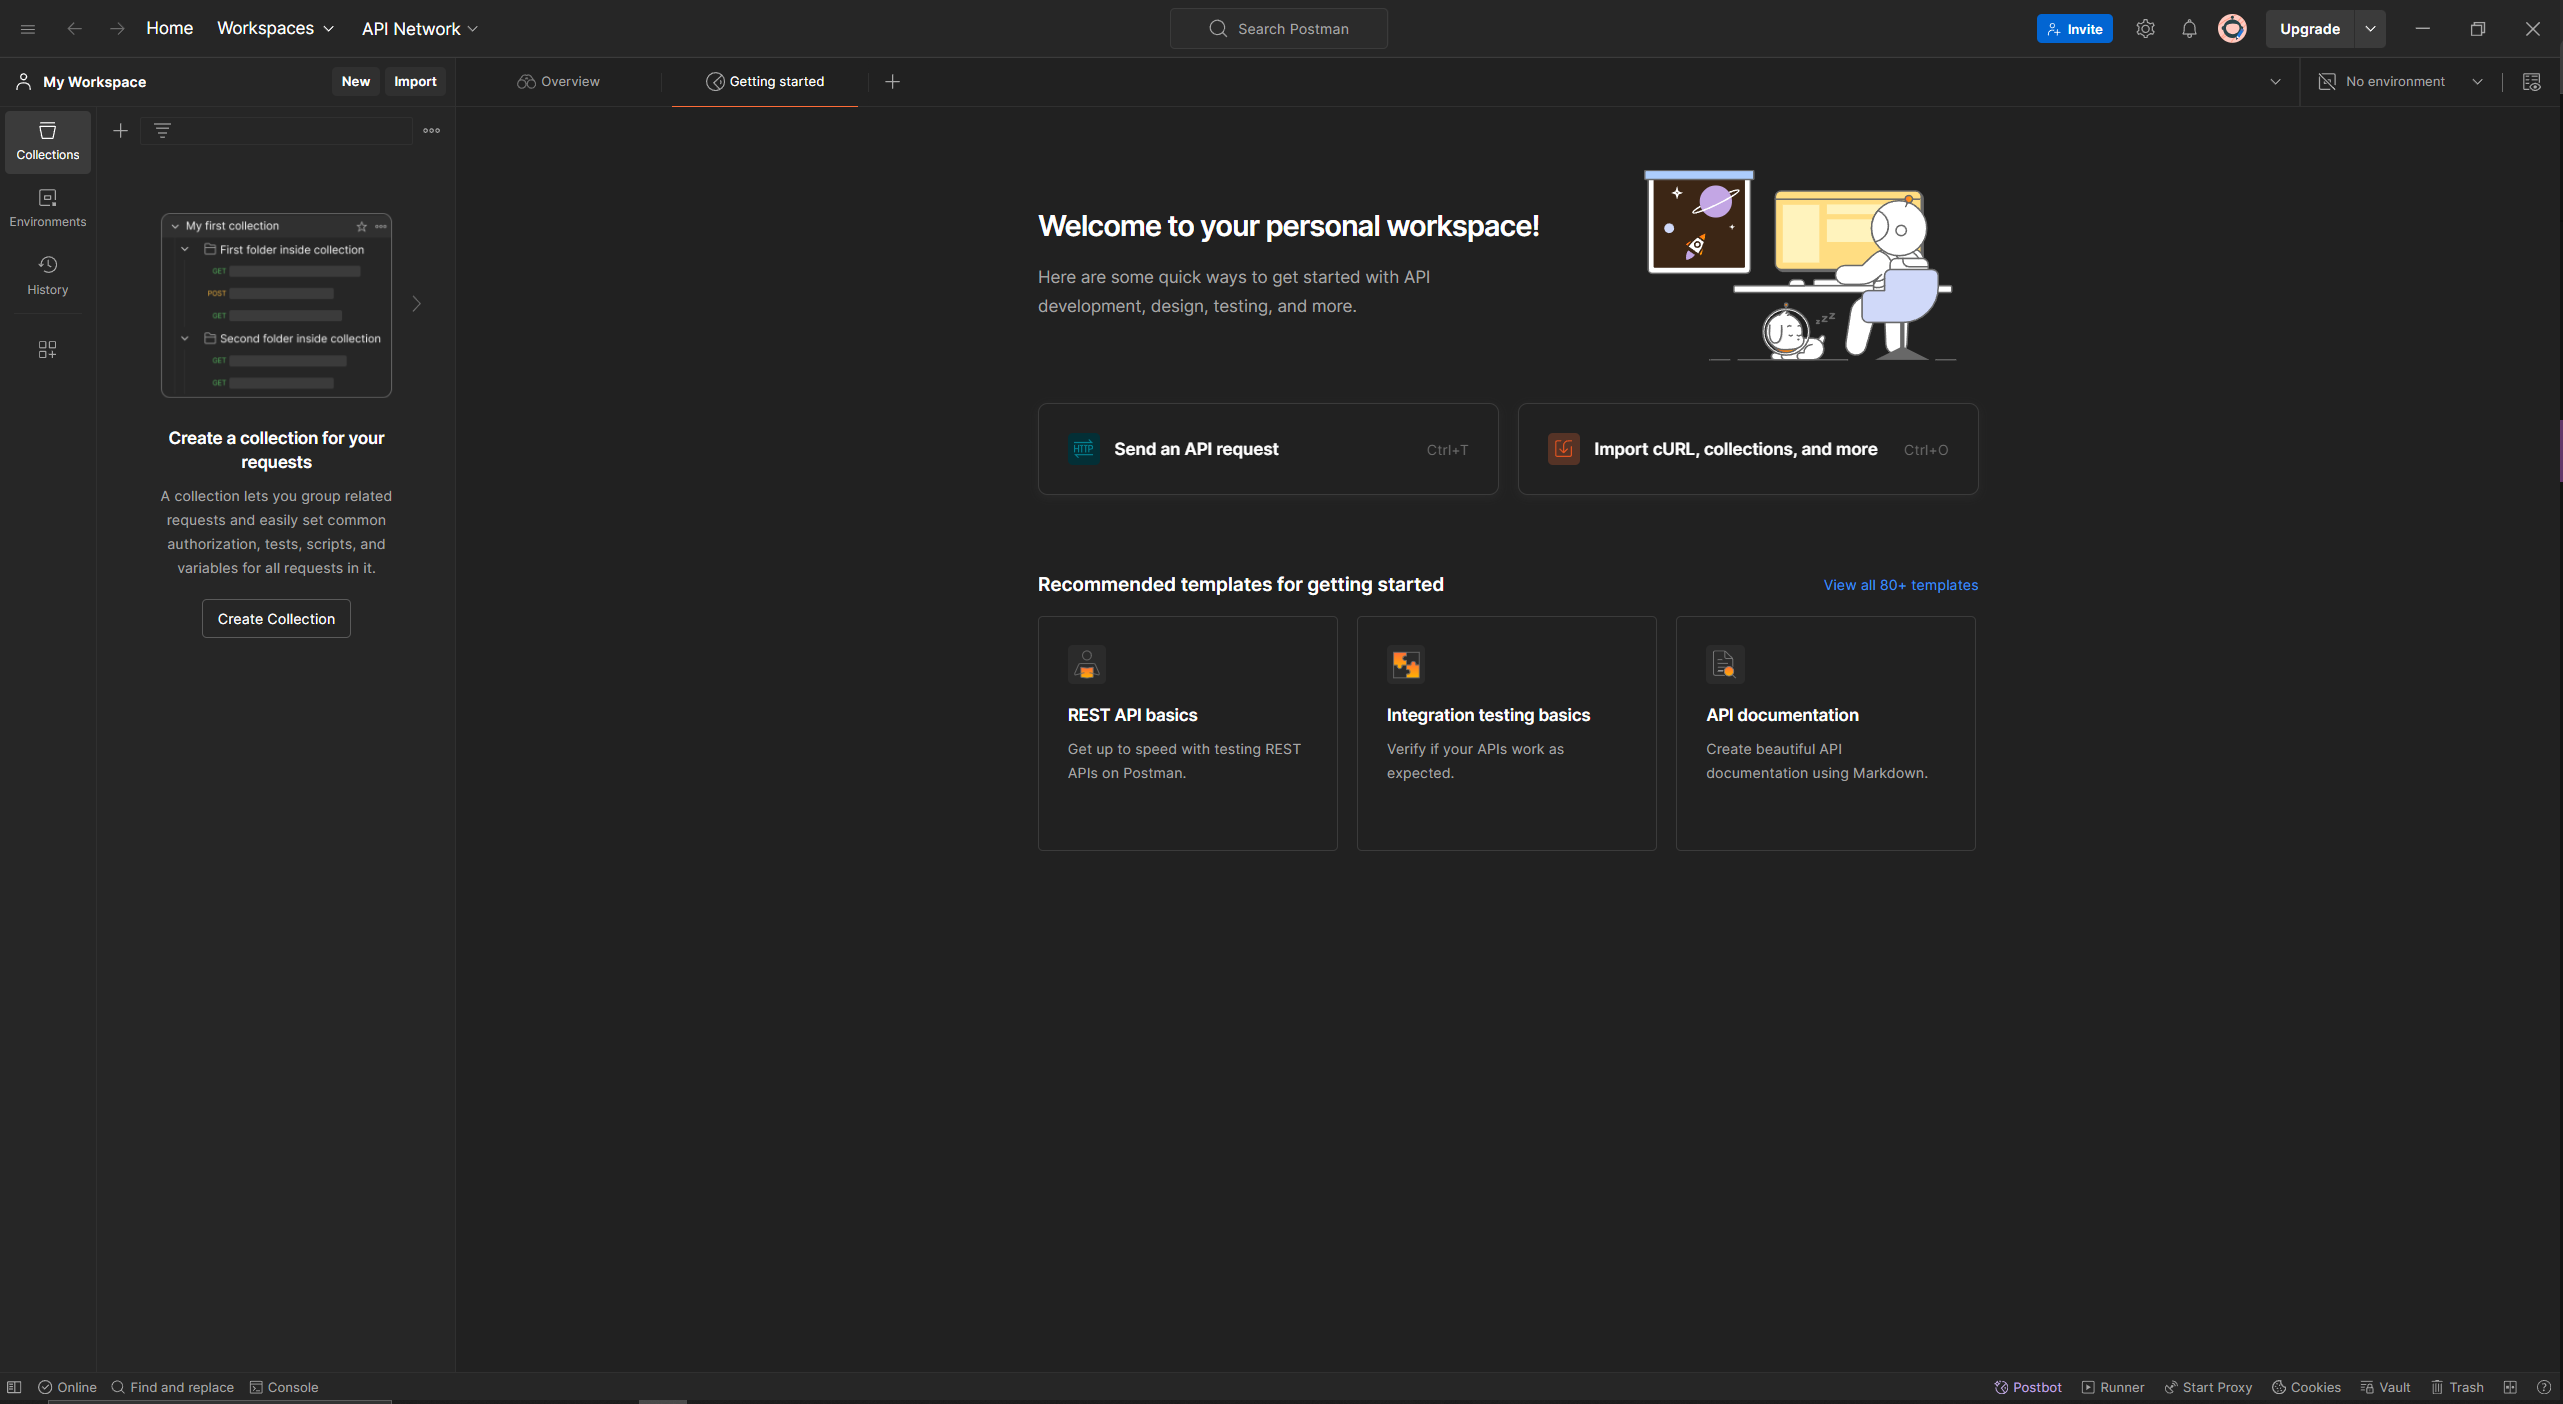 Home
Workspaces
API Network
Search Postman
Invite
Upgrade
My Workspace
New
Import
Overview
Getting started
No environment
Collections
Environments
History
My first collection
First folder inside collection
GET
POST
GET
Second folder inside collection
GET
GET
Create a collection for your
requests
A collection lets you group related
requests and easily set common
authorization, tests, scripts, and
variables for all requests in it.
Create Collection
Welcome to your personal workspace!
Here are some quick ways to get started with API
development, design, testing, and more.
zzz
HTTP
Send an API request
Ctrl+T
Import cURL, collections, and more
Ctrl+O
Recommended templates for getting started
View all 80+ templates
REST API basics
Get up to speed with testing REST
APIs on Postman.
Integration testing basics
Verify if your APIs work as
expected.
API documentation
Create beautiful API
documentation using Markdown.
Online
Find and replace
Console
Postbot
Runner
Start Proxy
Cookies
Vault
Trash